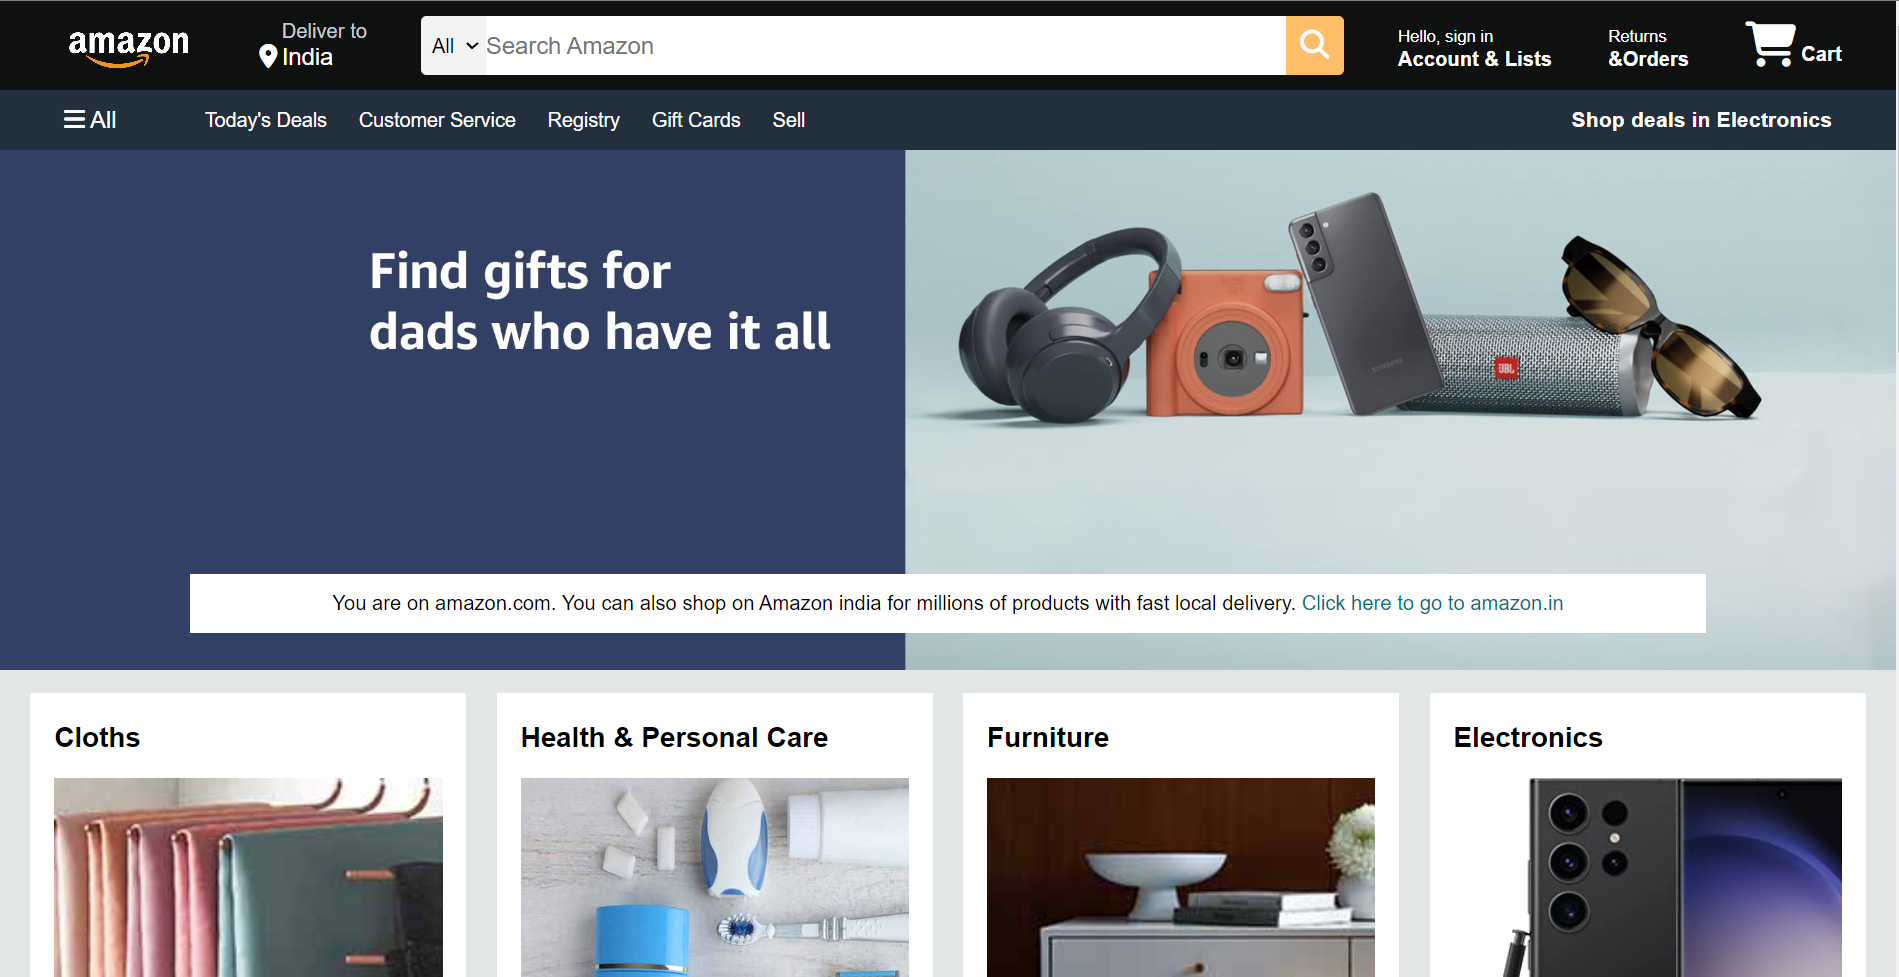 amazon
Deliver to
India
All
Search Amazon
Hello, sign in
Account & Lists
Returns
&Orders
Cart
All
Today's Deals
Customer Service
Registry
Gift Cards
Sell
Shop deals in Electronics
Find gifts for
dads who have it all
SAMSUNG
JBL
You are on amazon.com. You can also shop on Amazon india for millions of products with fast local delivery. Click here to go to amazon.in
Cloths
Health & Personal Care
Furniture
Electronics